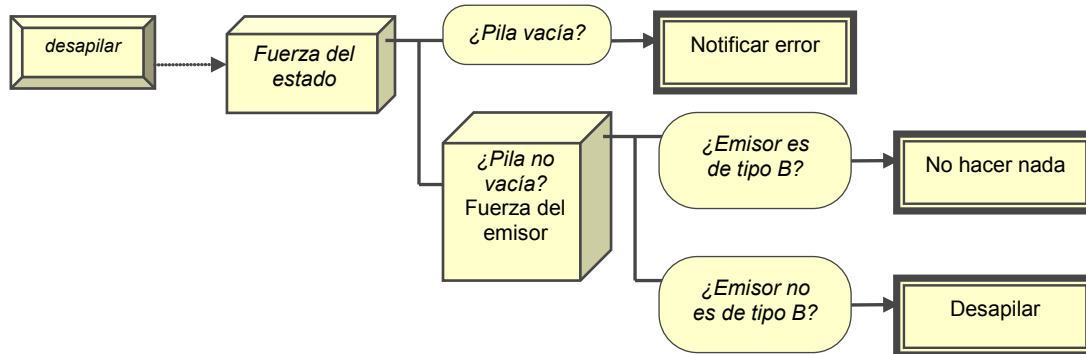 desapilar
Fuerza del
estado
¿Pila vacía?
Notificar error
¿Pila no
vacía?
Fuerza del
emisor
¿Emisor es
de tipo B?
No hacer nada
¿Emisor no
es de tipo B?
Desapilar